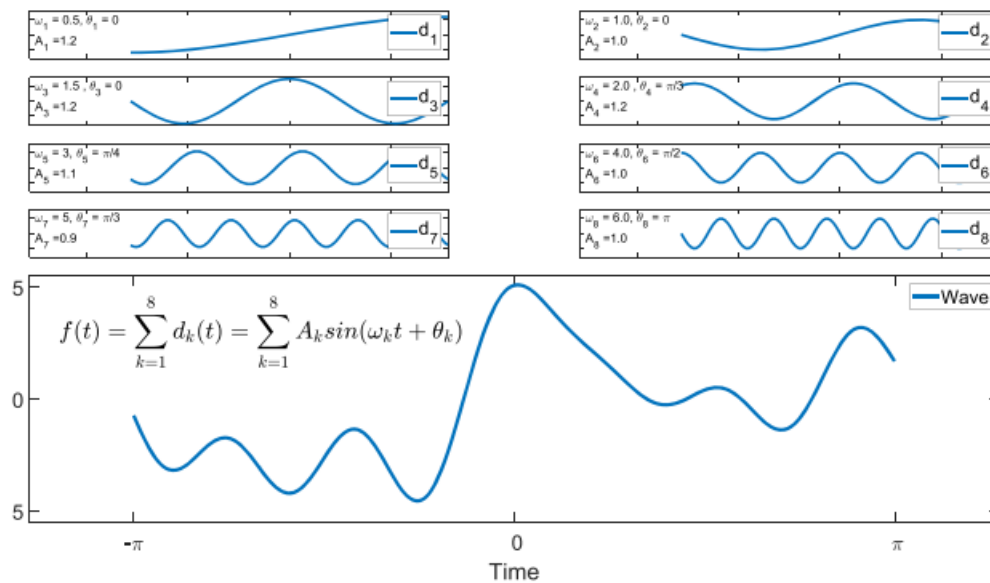 ω1 = 0.5, θ1 = 0
A1 =1.2
d1
ω2 = 1.0, θ2 = 0
A2 =1.0
d2
ω3 = 1.5 , θ3 = 0
A3 =1.2
d3
ω4 = 2.0 , θ4 = π/3
A4 =1.2
d4
ω5 = 3, θ5 = π/4
A5 =1.1
d5
ω6 = 4.0, θ6 = π/2
A6 =1.0
d6
ω7 = 5, θ7 = π/3
A7 =0.9
d7
ω8 = 6.0, θ8 = π
A8 =1.0
d8
5
Wave
f(t) = ∑_{k=1}^{8} d_k(t) = ∑_{k=1}^{8} A_k sin(ω_k t + θ_k)
0
5
-π 0 π
Time